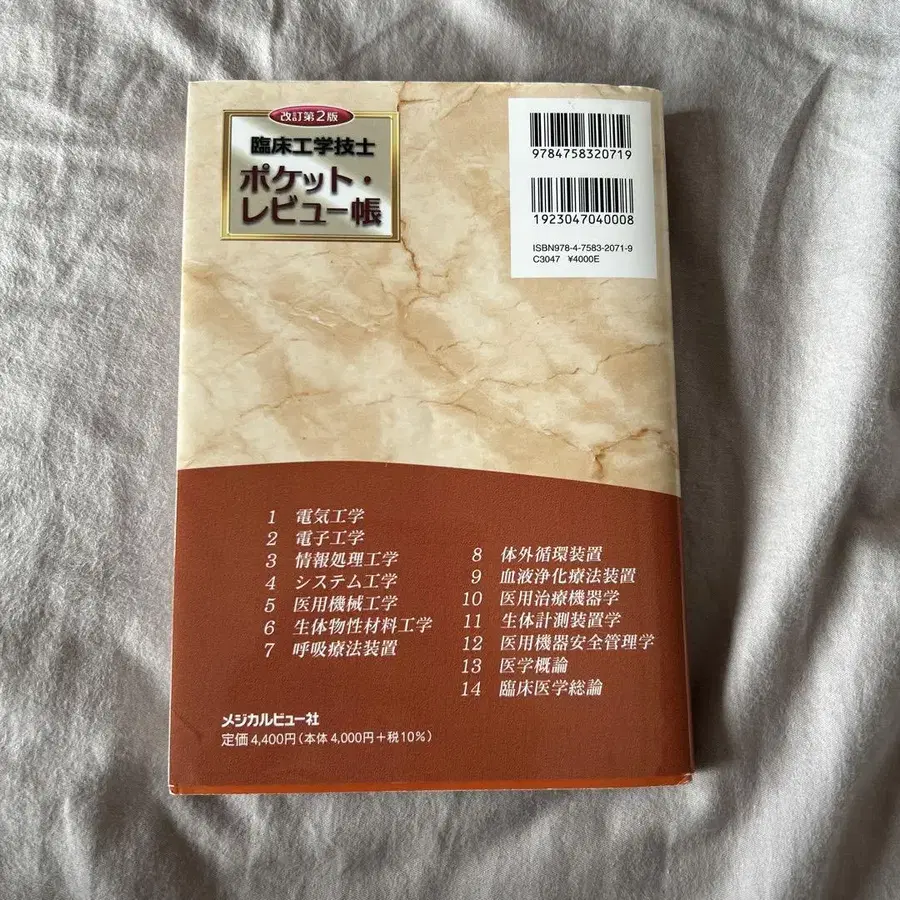 改訂第2版
臨床工学技士
ポケット・
レビュー帳
9784758320719
1923047040008
ISBN978-4-7583-2071-9
C3047 ¥4000E
1 電気工学
2 電子工学
3 情報処理工学
4 システム工学
5 医用機械工学
6 生体物性材料工学
7 呼吸療法装置
8 体外循環装置
9 血液浄化療法装置
10 医用治療機器学
11 生体計測装置学
12 医用機器安全管理学
13 医学概論
14 臨床医学総論
メジカルビュー社
定価 4,400円(本体 4,000円+税10%)